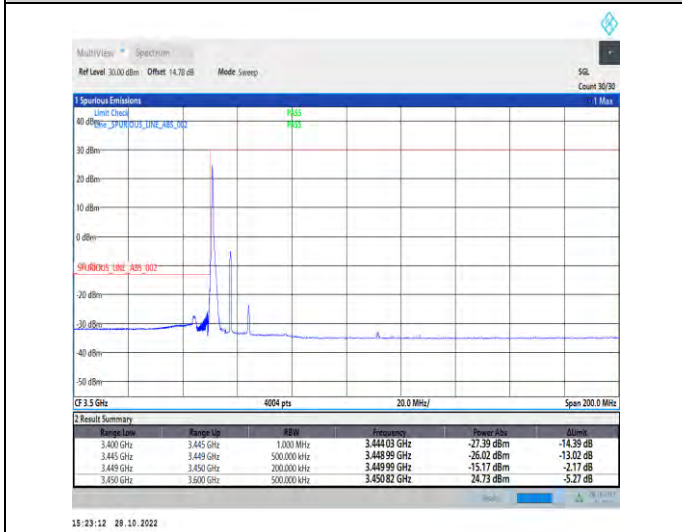 MultiView Spectrum
Ref Level 30.00 dBm Offset 14.78 dB Mode Sweep SGL
Count 30/30
1 Spurious Emissions 1 Max
Limit Check PASS
40 dBm Line _SPURIOUS_LINE_ABS_002 PASS
30 dBm
20 dBm
10 dBm
0 dBm
_SPURIOUS_LINE_ABS_002
-20 dBm
-30 dBm
-40 dBm
-50 dBm
CF 3.5 GHz 4004 pts 20.0 MHz/ Span 200.0 MHz
2 Result Summary
Range Low Range Up RBW Frequency Power Abs ΔLimit
3.400 GHz 3.445 GHz 1.000 MHz 3.444 03 GHz -27.39 dBm -14.39 dB
3.445 GHz 3.449 GHz 500.000 kHz 3.448 99 GHz -26.02 dBm -13.02 dB
3.449 GHz 3.450 GHz 200.000 kHz 3.449 99 GHz -15.17 dBm -2.17 dB
3.450 GHz 3.600 GHz 500.000 kHz 3.450 82 GHz 24.73 dBm -5.27 dB
15:23:12 28.10.2022